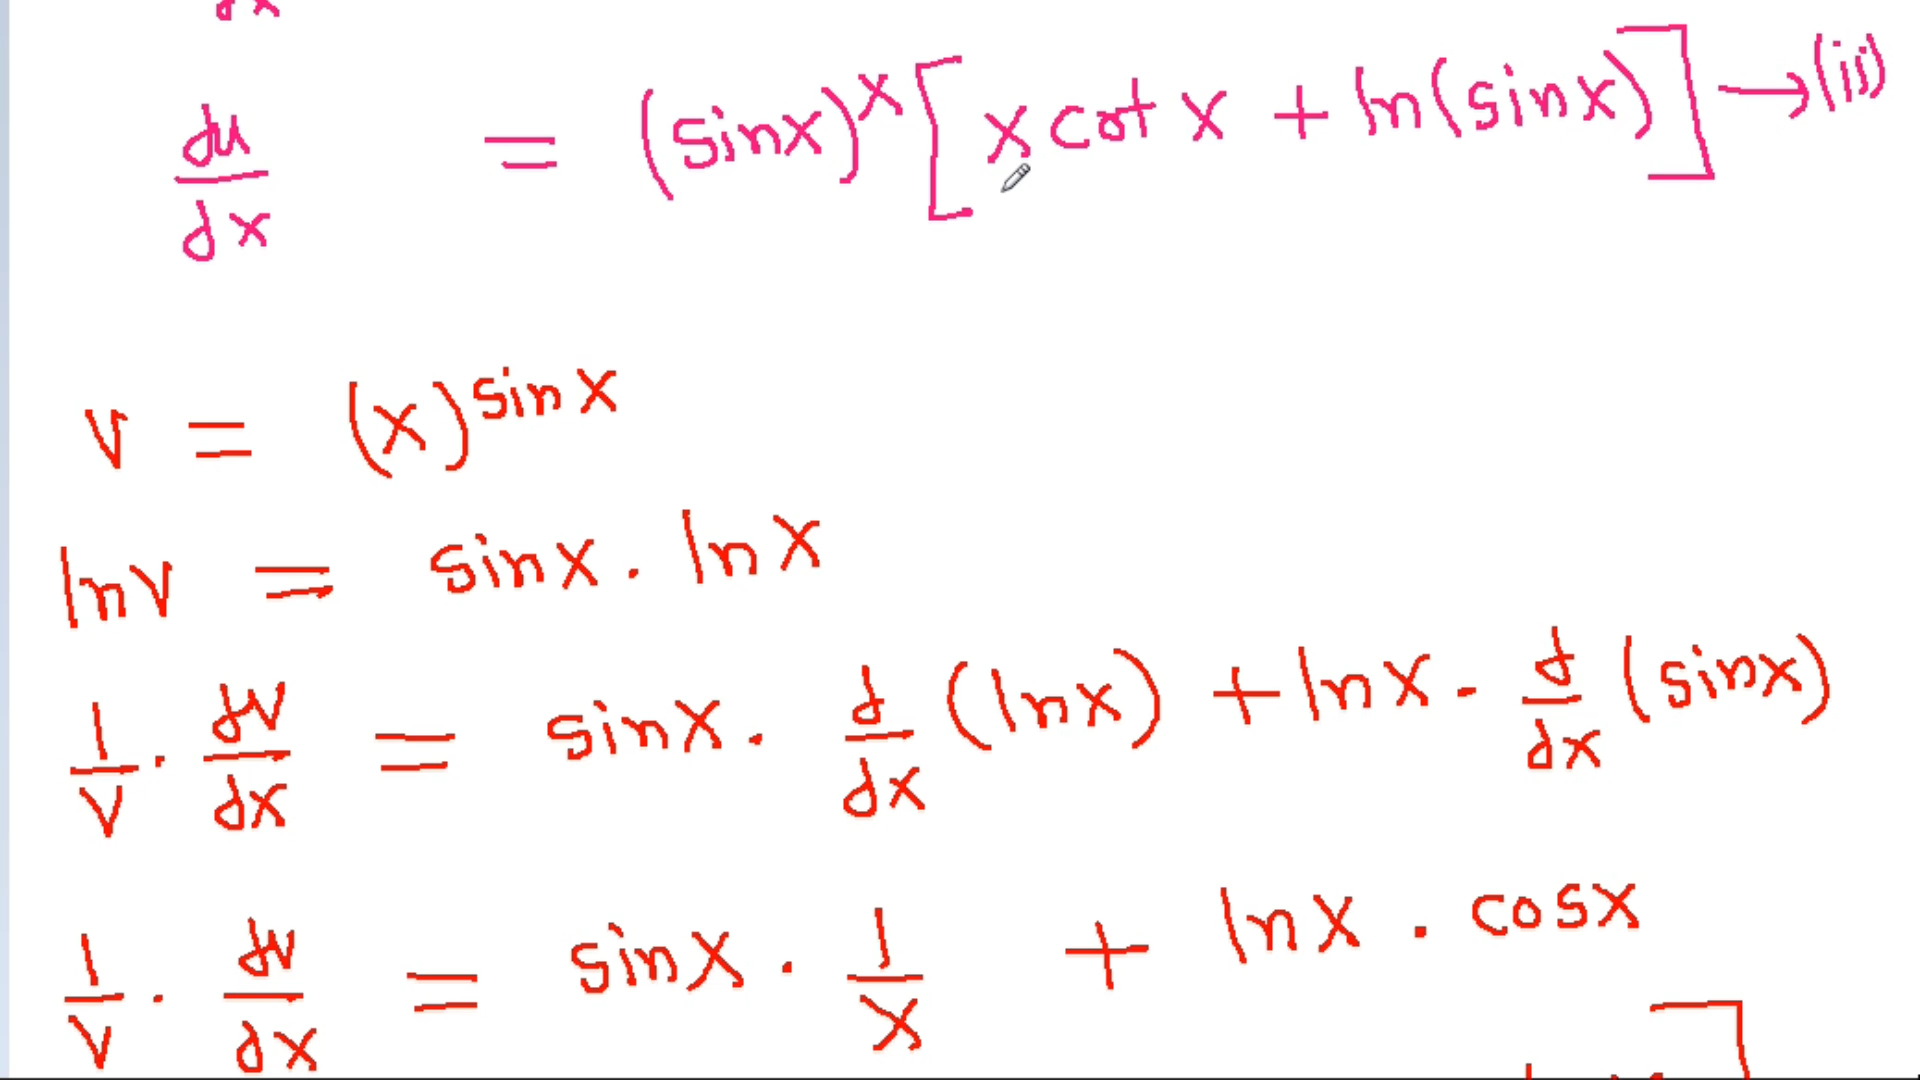 dx
du/dx = (sinx)^x [x cot x + ln(sinx)] → (ii)
v = (x)^sinx
lnv = sinx . lnx
1/v . dv/dx = sinx . d/dx (lnx) + lnx . d/dx (sinx)
1/v . dv/dx = sinx . 1/x + lnx . cosx
]